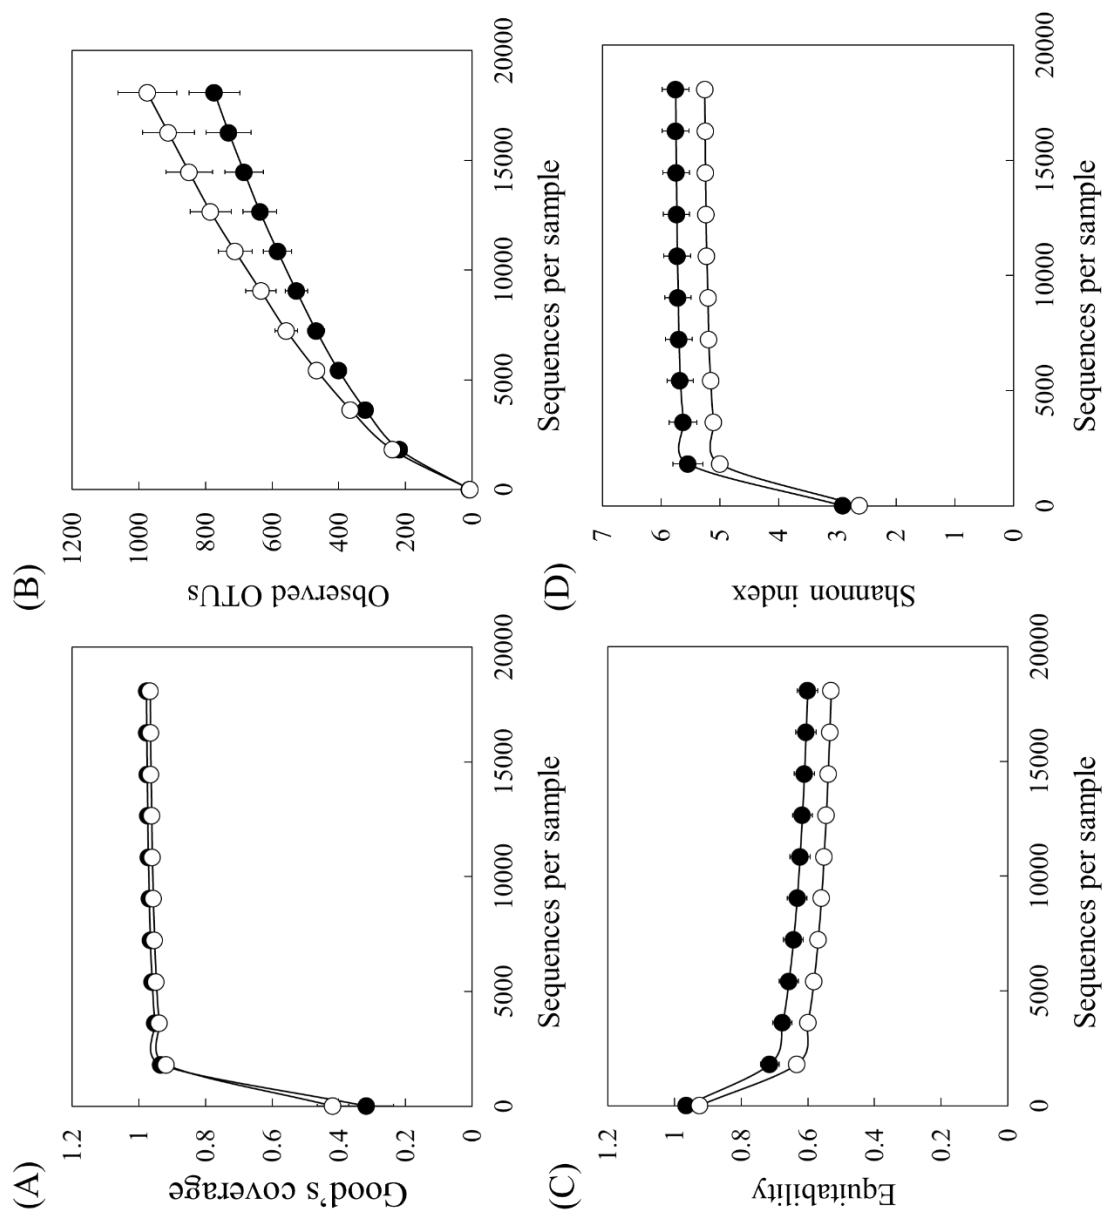 (A)
Good's coverage
1.2
1
0.8
0.6
0.4
0.2
0
0 5000 10000 15000 20000
Sequences per sample
(B)
Observed OTUs
1200
1000
800
600
400
200
0
0 5000 10000 15000 20000
Sequences per sample
(C)
Equitability
1.2
1
0.8
0.6
0.4
0.2
0
0 5000 10000 15000 20000
Sequences per sample
(D)
Shannon index
7
6
5
4
3
2
1
0
0 5000 10000 15000 20000
Sequences per sample